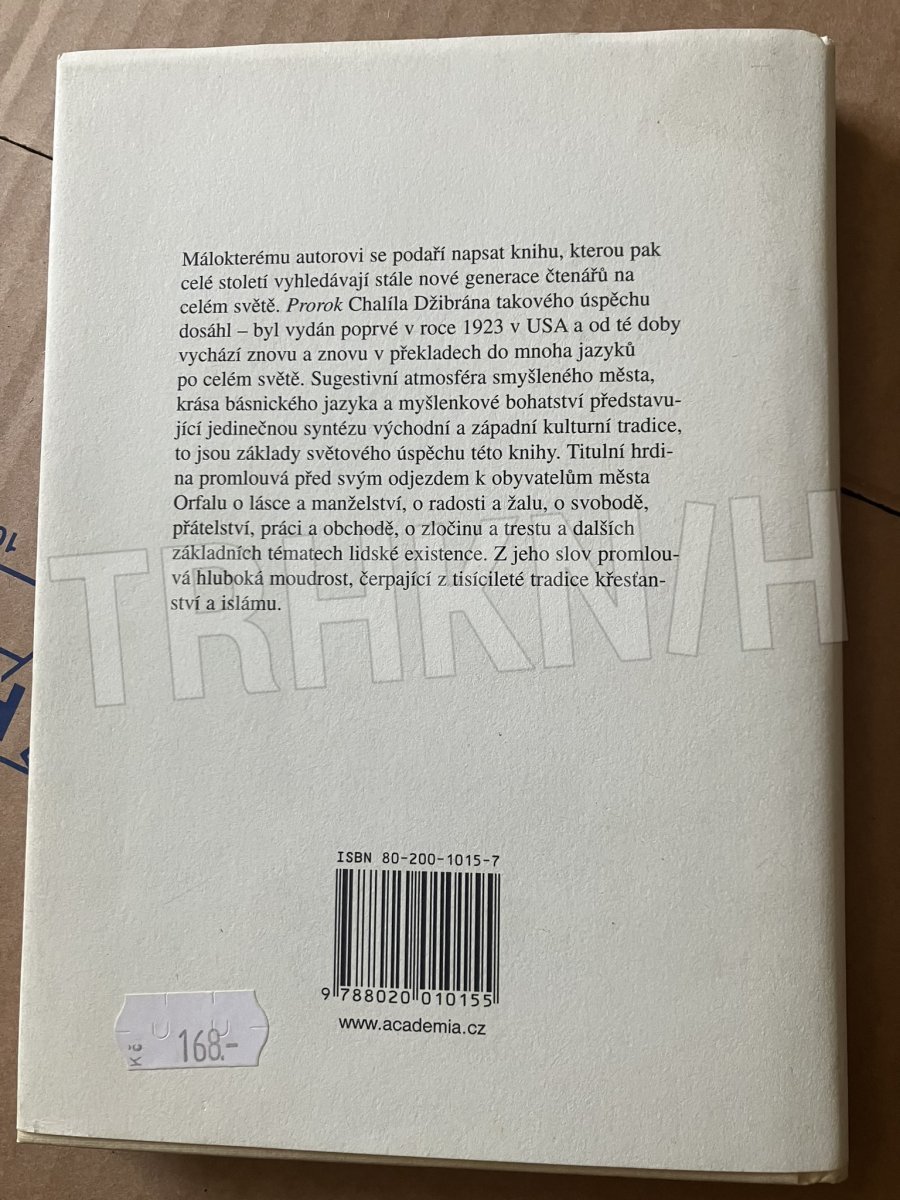 Málokterému autorovi se podaří napsat knihu, kterou pak
celé století vyhledávají stále nové generace čtenářů na
celém světě. Prorok Chalíla Džibrána takového úspěchu
dosáhl – byl vydán poprvé v roce 1923 v USA a od té doby
vychází znovu a znovu v překladech do mnoha jazyků
po celém světě. Sugestivní atmosféra smyšleného města,
krása básnického jazyka a myšlenkové bohatství představu-
jící jedinečnou syntézu východní a západní kulturní tradice,
to jsou základy světového úspěchu této knihy. Titulní hrdi-
na promlouvá před svým odjezdem k obyvatelům města
Orfalu o lásce a manželství, o radosti a žalu, o svobodě,
přátelství, práci a obchodě, o zločinu a trestu a dalších
základních tématech lidské existence. Z jeho slov promlou-
vá hluboká moudrost, čerpající z tisícileté tradice křesťan-
ství a islámu.
TRHKNIH
ISBN 80-200-1015-7
9 788020 010155
www.academia.cz
Kč 168.-